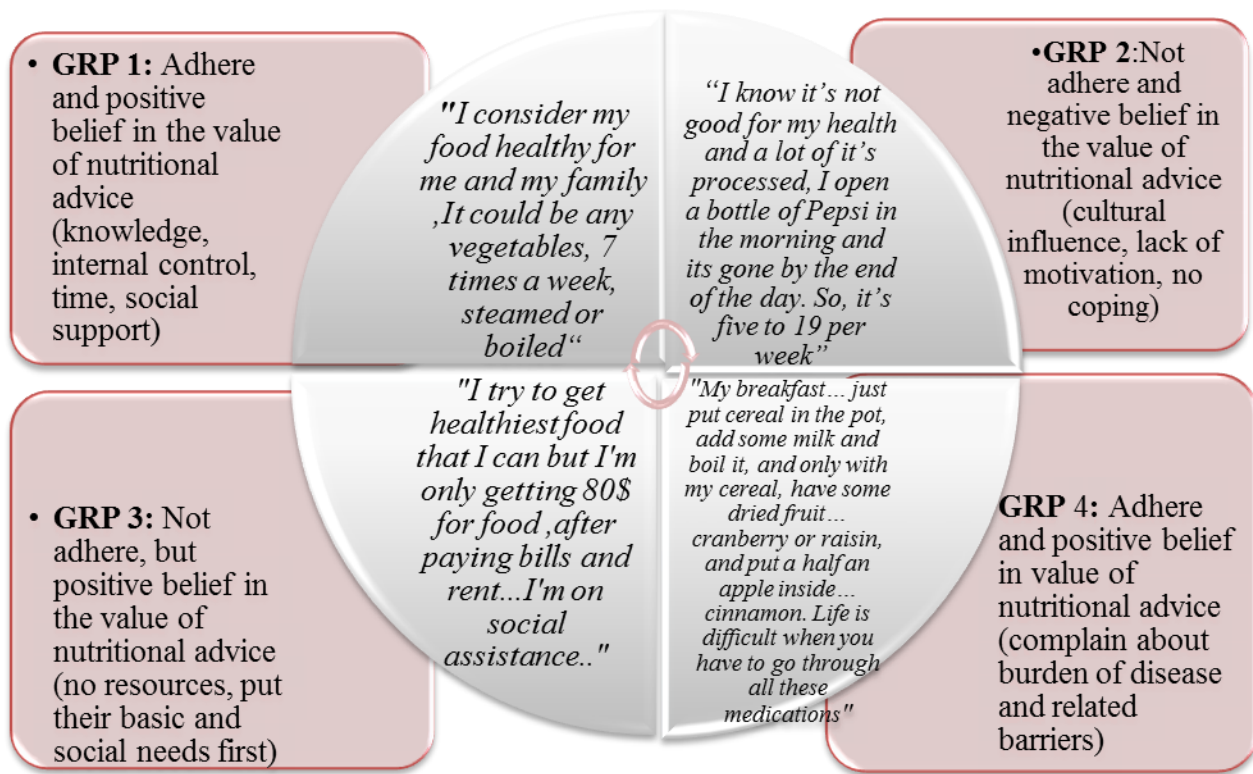 • GRP 1: Adhere
and positive
belief in the value
of nutritional
advice
(knowledge,
internal control,
time, social
support)
"I consider my
food healthy for
me and my family
,It could be any
vegetables, 7
times a week,
steamed or
boiled“
“I know it’s not
good for my health
and a lot of it’s
processed, I open
a bottle of Pepsi in
the morning and
its gone by the end
of the day. So, it’s
five to 19 per
week”
•GRP 2:Not
adhere and
negative belief in
the value of
nutritional advice
(cultural
influence, lack of
motivation, no
coping)
• GRP 3: Not
adhere, but
positive belief in
the value of
nutritional advice
(no resources, put
their basic and
social needs first)
"I try to get
healthiest food
that I can but I'm
only getting 80$
for food ,after
paying bills and
rent...I'm on
social
assistance.."
"My breakfast… just
put cereal in the pot,
add some milk and
boil it, and only with
my cereal, have some
dried fruit…
cranberry or raisin,
and put a half an
apple inside…
cinnamon. Life is
difficult when you
have to go through
all these
medications"
GRP 4: Adhere
and positive belief
in value of
nutritional advice
(complain about
burden of disease
and related
barriers)